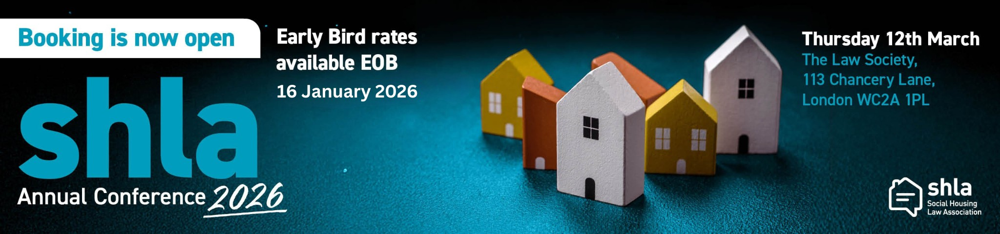 Booking is now open
shla
Annual Conference 2026
Early Bird rates
available EOB
16 January 2026
Thursday 12th March
The Law Society,
113 Chancery Lane,
London WC2A 1PL
shla
Social Housing
Law Association